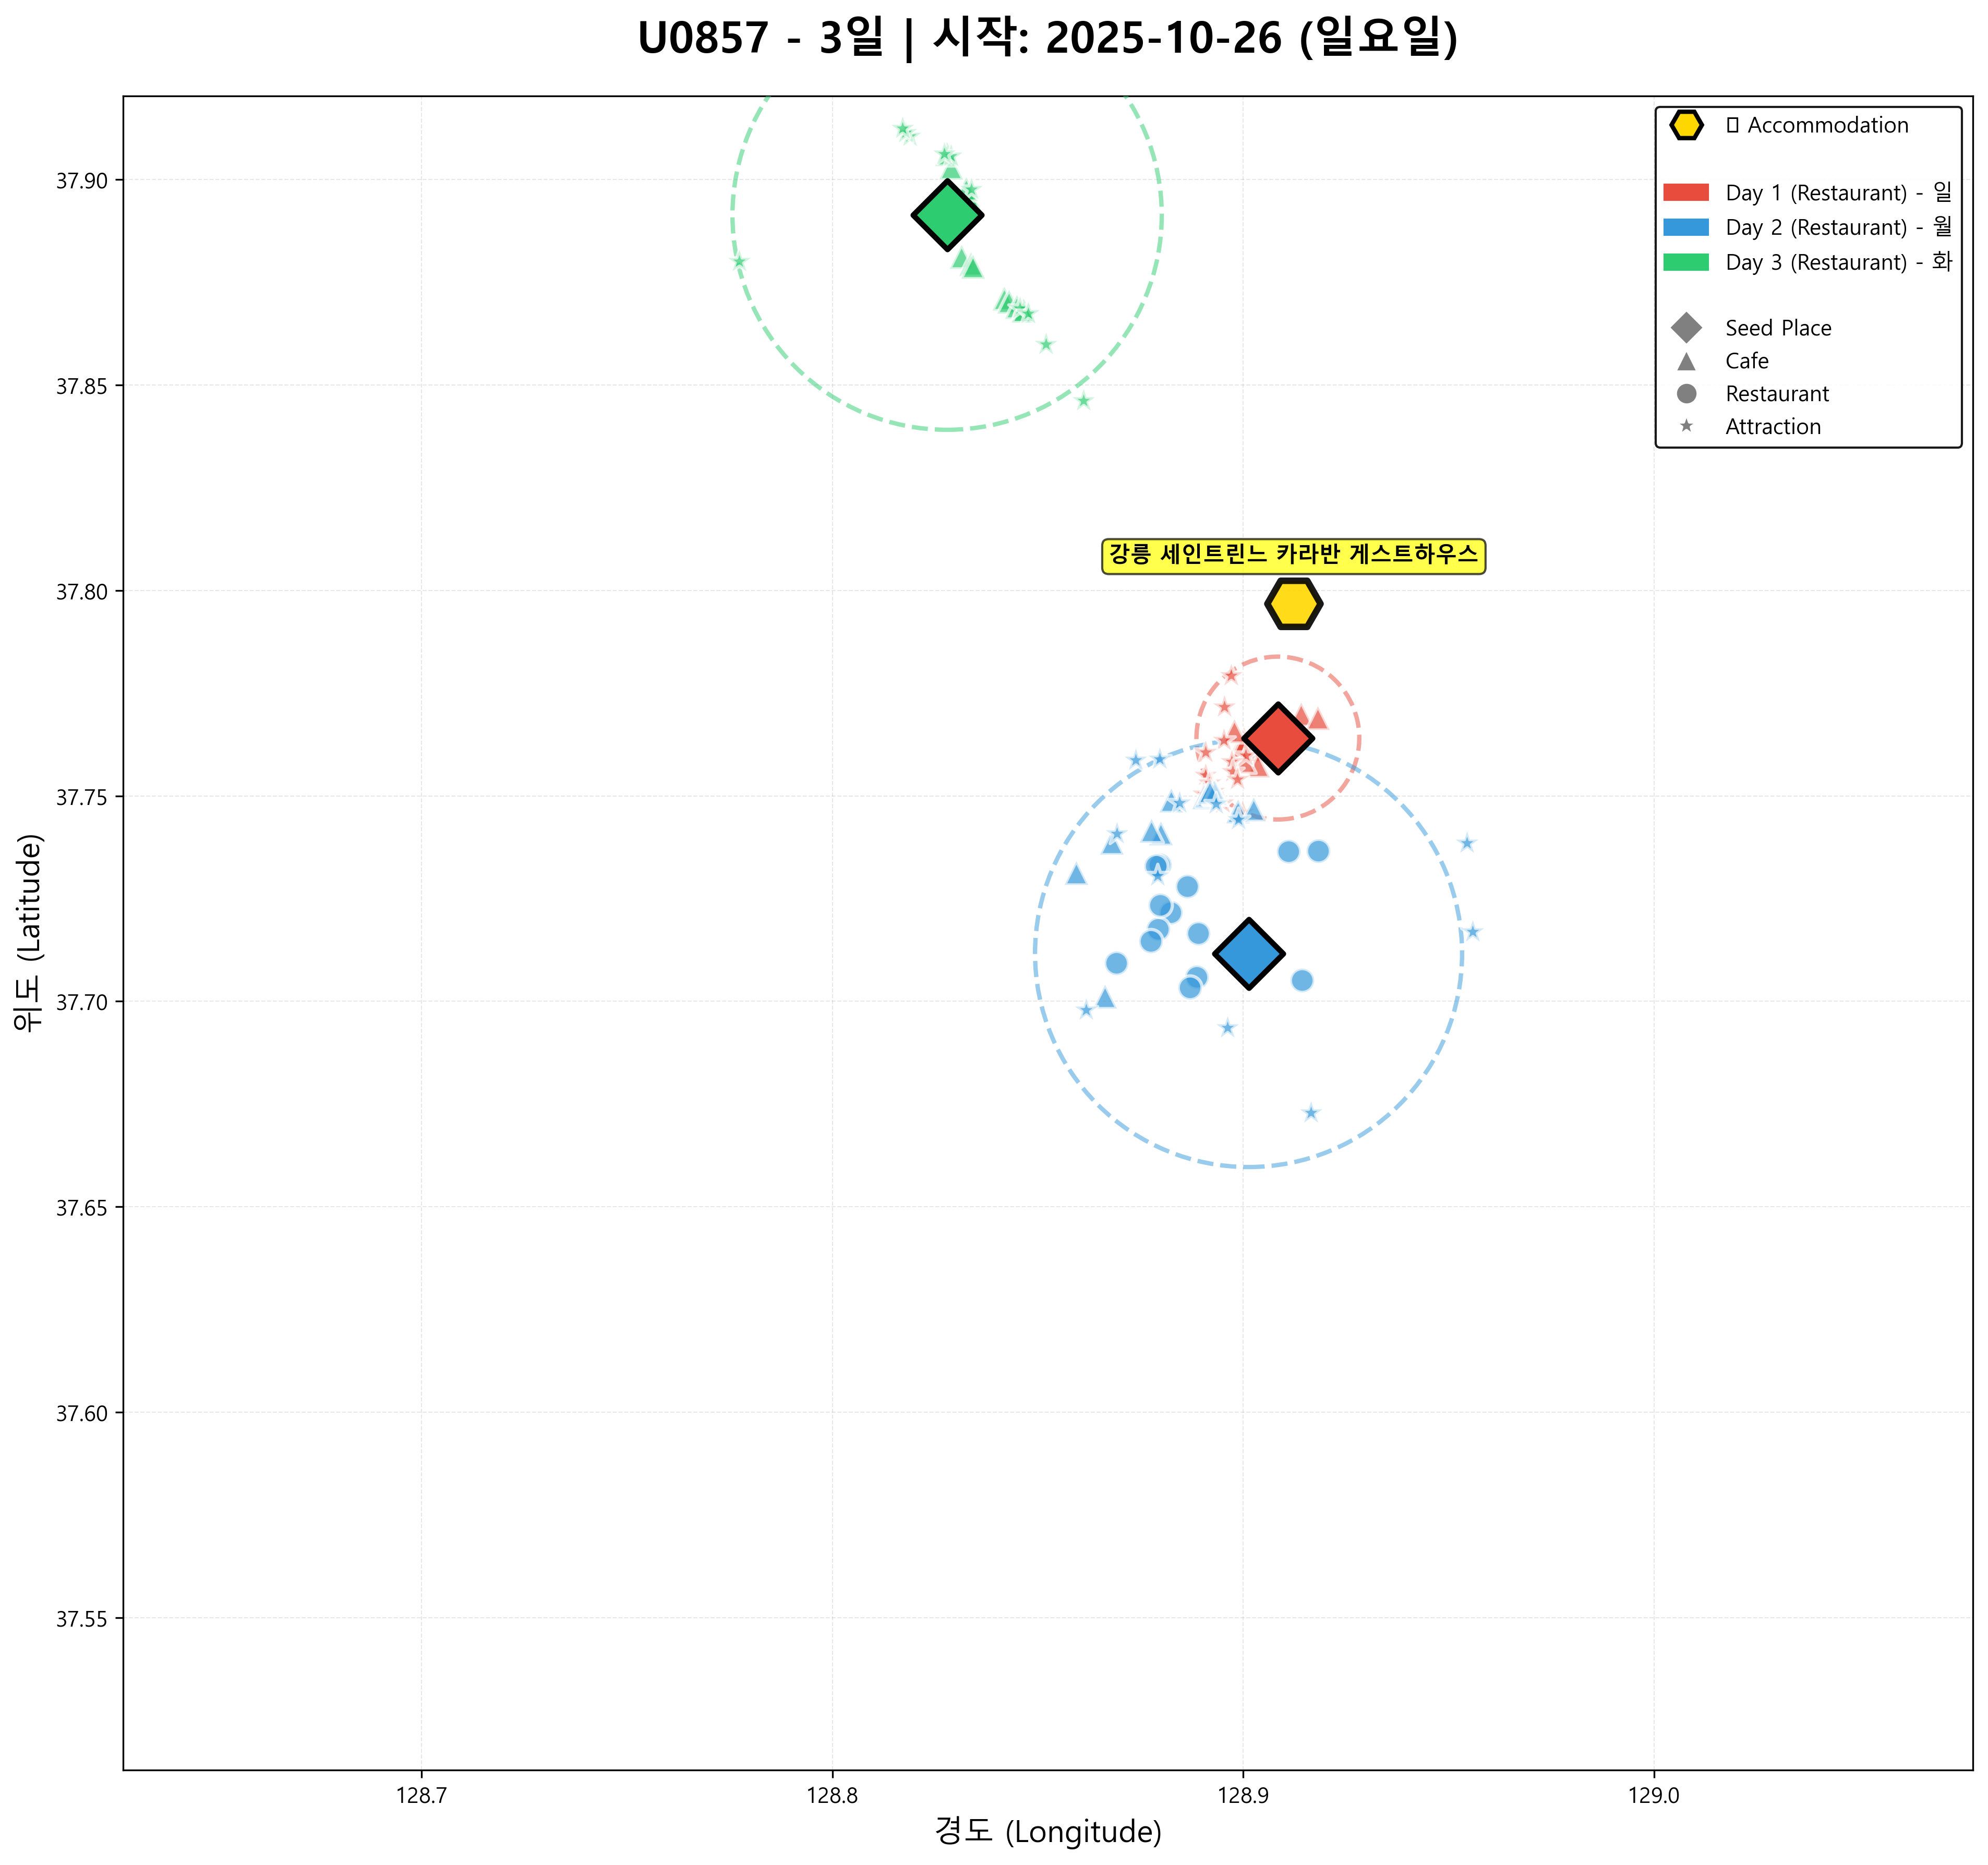 U0857 - 3일 | 시작: 2025-10-26 (일요일)
▯ Accommodation
Day 1 (Restaurant) - 일
Day 2 (Restaurant) - 월
Day 3 (Restaurant) - 화
Seed Place
Cafe
Restaurant
Attraction
강릉 세인트린느 카라반 게스트하우스
위도 (Latitude)
37.90
37.85
37.80
37.75
37.70
37.65
37.60
37.55
128.7
128.8
128.9
129.0
경도 (Longitude)